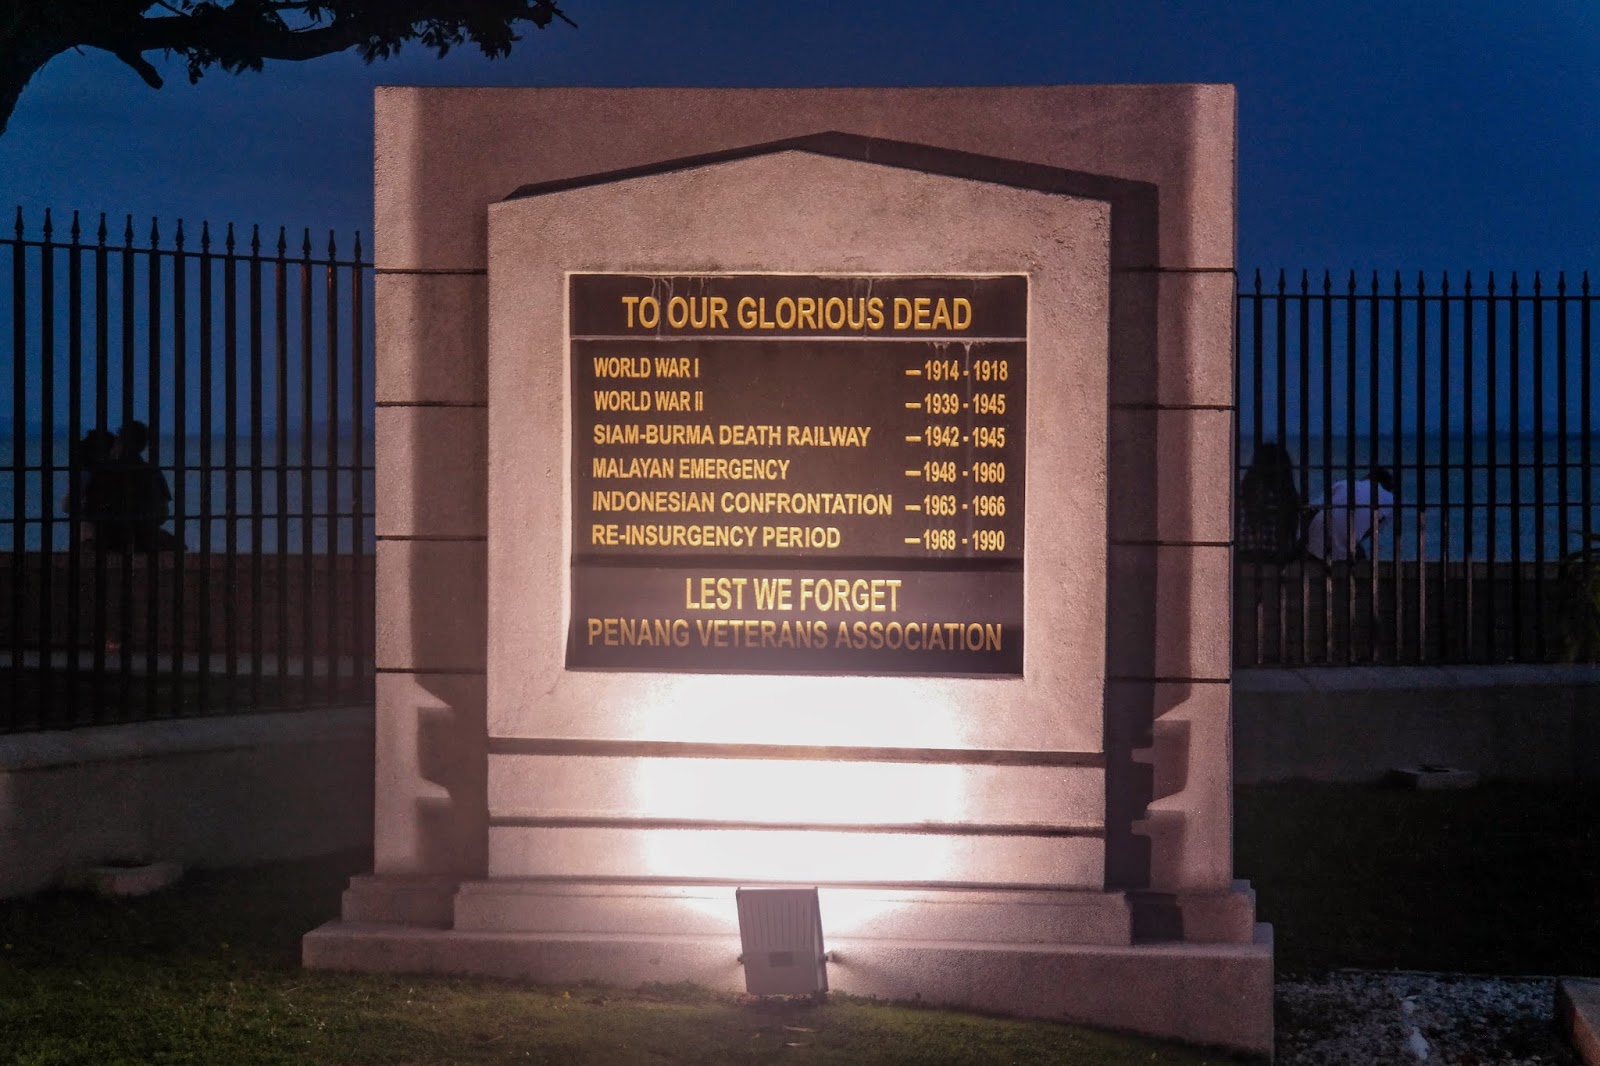 TO OUR GLORIOUS DEAD
WORLD WAR I — 1914 - 1918
WORLD WAR II — 1939 - 1945
SIAM-BURMA DEATH RAILWAY — 1942 - 1945
MALAYAN EMERGENCY — 1948 - 1960
INDONESIAN CONFRONTATION — 1963 - 1966
RE-INSURGENCY PERIOD — 1968 - 1990
LEST WE FORGET
PENANG VETERANS ASSOCIATION